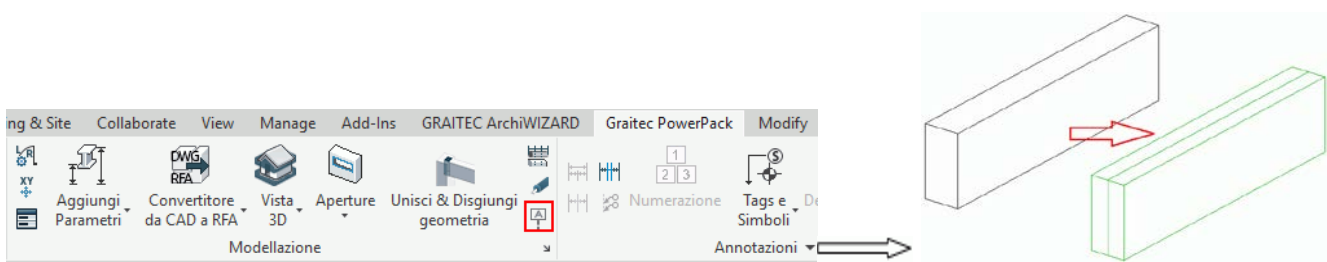 ng & Site Collaborate View Manage Add-Ins GRAITEC ArchiWIZARD Graitec PowerPack Modify
R
XY
Aggiungi
Parametri
DWG
RFA
Convertitore
da CAD a RFA
Vista
3D
Aperture
Unisci & Disgiungi
geometria
A
1
2 3
Numerazione
S
Tags e
Simboli
De
Modellazione
Annotazioni